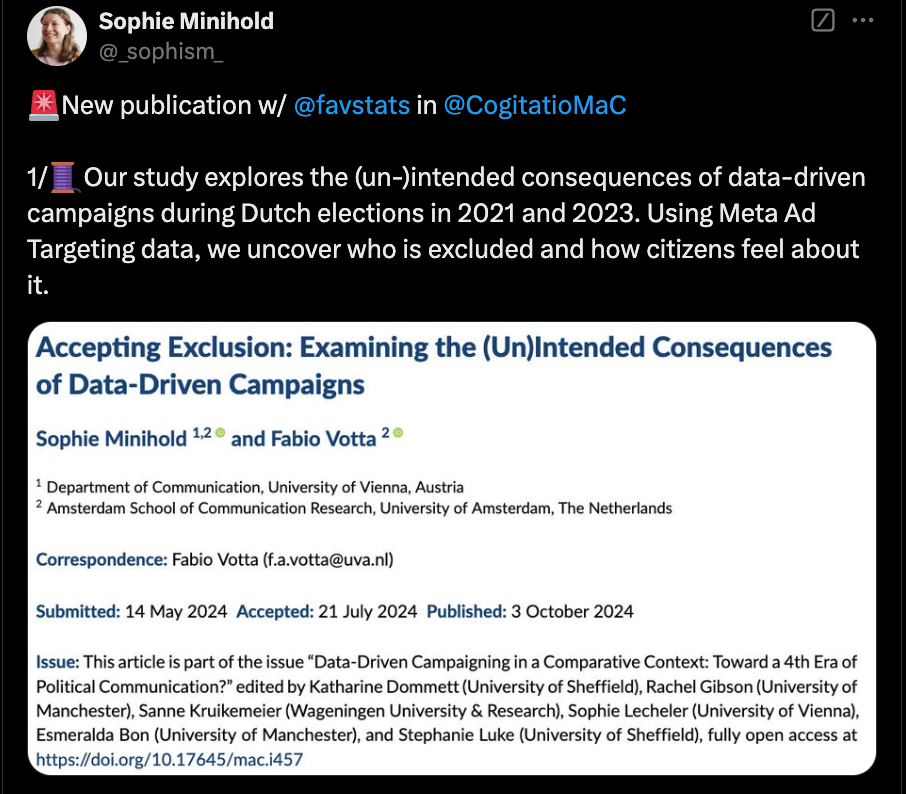 Sophie Minihold
@_sophism_
🚨New publication w/ @favstats in @CogitatioMaC
1/🧵 Our study explores the (un-)intended consequences of data-driven
campaigns during Dutch elections in 2021 and 2023. Using Meta Ad
Targeting data, we uncover who is excluded and how citizens feel about
it.
Accepting Exclusion: Examining the (Un)Intended Consequences
of Data-Driven Campaigns
Sophie Minihold 1,2 and Fabio Votta 2
1 Department of Communication, University of Vienna, Austria
2 Amsterdam School of Communication Research, University of Amsterdam, The Netherlands
Correspondence: Fabio Votta (f.a.votta@uva.nl)
Submitted: 14 May 2024 Accepted: 21 July 2024 Published: 3 October 2024
Issue: This article is part of the issue “Data-Driven Campaigning in a Comparative Context: Toward a 4th Era of
Political Communication?” edited by Katharine Dommett (University of Sheffield), Rachel Gibson (University of
Manchester), Sanne Kruikemeier (Wageningen University & Research), Sophie Lecheler (University of Vienna),
Esmeralda Bon (University of Manchester), and Stephanie Luke (University of Sheffield), fully open access at
https://doi.org/10.17645/mac.i457